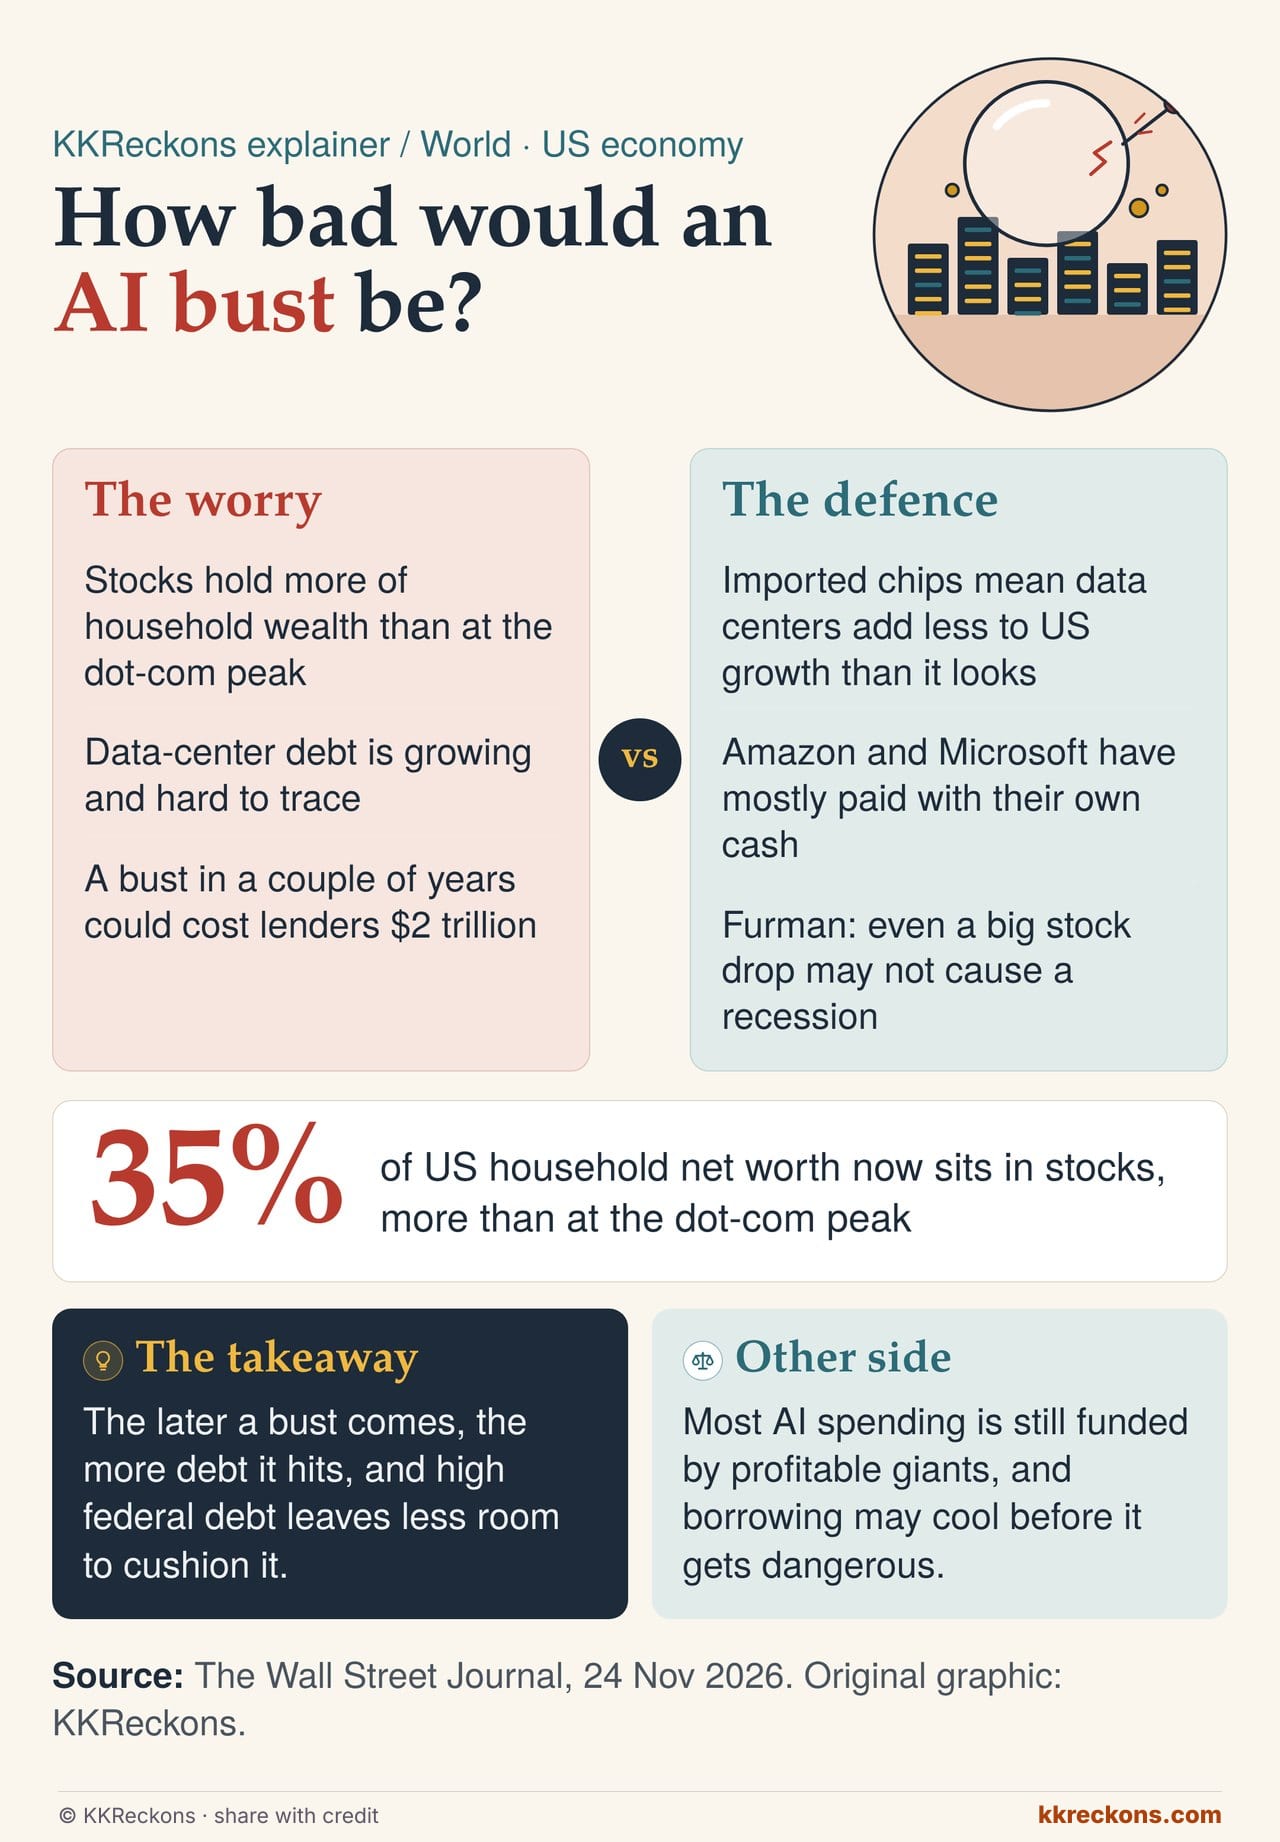 KKReckons explainer / World · US economy
How bad would an
AI bust be?
The worry
Stocks hold more of
household wealth than at the
dot-com peak
Data-center debt is growing
and hard to trace
A bust in a couple of years
could cost lenders $2 trillion
vs
The defence
Imported chips mean data
centers add less to US
growth than it looks
Amazon and Microsoft have
mostly paid with their own
cash
Furman: even a big stock
drop may not cause a
recession
35%
of US household net worth now sits in stocks,
more than at the dot-com peak
The takeaway
The later a bust comes, the
more debt it hits, and high
federal debt leaves less room
to cushion it.
Other side
Most AI spending is still funded
by profitable giants, and
borrowing may cool before it
gets dangerous.
Source: The Wall Street Journal, 24 Nov 2026. Original graphic:
KKReckons.
© KKReckons · share with credit
kkreckons.com